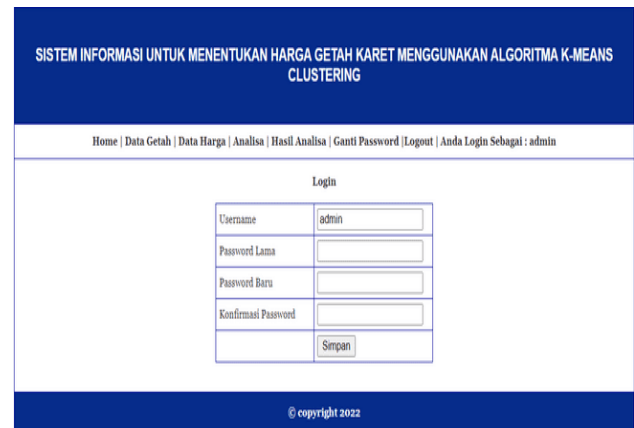 SISTEM INFORMASI UNTUK MENENTUKAN HARGA GETAH KARET MENGGUNAKAN ALGORITMA K-MEANS
CLUSTERING
Home | Data Getah | Data Harga | Analisa | Hasil Analisa | Ganti Password |Logout | Anda Login Sebagai : admin
Login
Username admin
Password Lama
Password Baru
Konfirmasi Password
Simpan
© copyright 2022